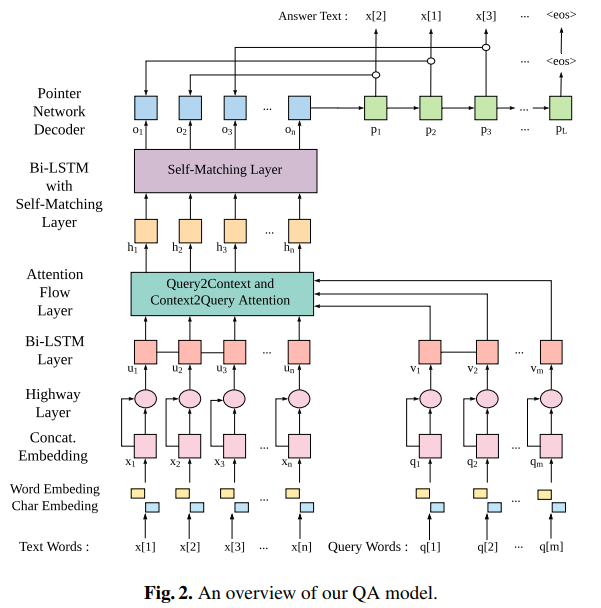 Answer Text : x[2] x[1] x[3] ... <eos>
... <eos>
Pointer
Network
Decoder
...
o1 o2 o3 on p1 p2 p3 ... pL
Bi-LSTM
with
Self-Matching
Layer
Self-Matching Layer
...
h1 h2 h3 hn
Attention
Flow
Layer
Query2Context and
Context2Query Attention
Bi-LSTM
Layer
... ...
u1 u2 u3 un v1 v2 vm
Highway
Layer
Concat.
Embedding
... ...
x1 x2 x3 xn q1 q2 qm
Word Embeding
Char Embeding
... ...
Text Words : x[1] x[2] x[3] ... x[n] Query Words : q[1] q[2] ... q[m]
Fig. 2. An overview of our QA model.